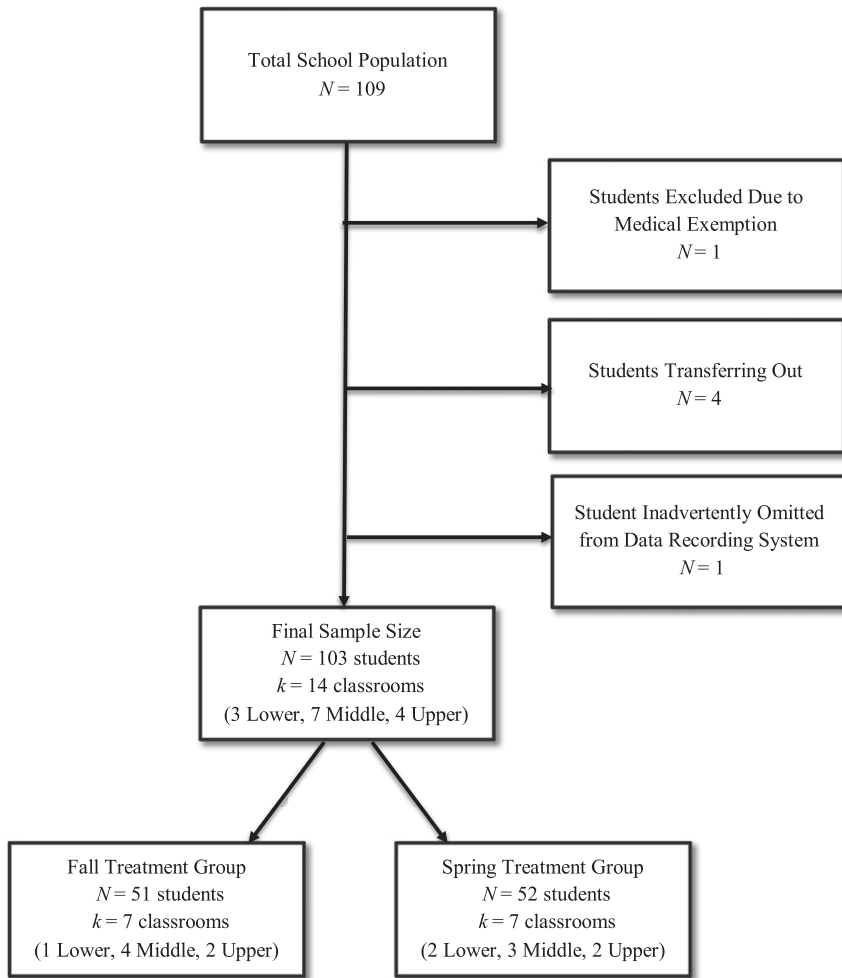 Total School Population
N = 109
Students Excluded Due to
Medical Exemption
N = 1
Students Transferring Out
N = 4
Student Inadvertently Omitted
from Data Recording System
N = 1
Final Sample Size
N = 103 students
k = 14 classrooms
(3 Lower, 7 Middle, 4 Upper)
Fall Treatment Group
N = 51 students
k = 7 classrooms
(1 Lower, 4 Middle, 2 Upper)
Spring Treatment Group
N = 52 students
k = 7 classrooms
(2 Lower, 3 Middle, 2 Upper)